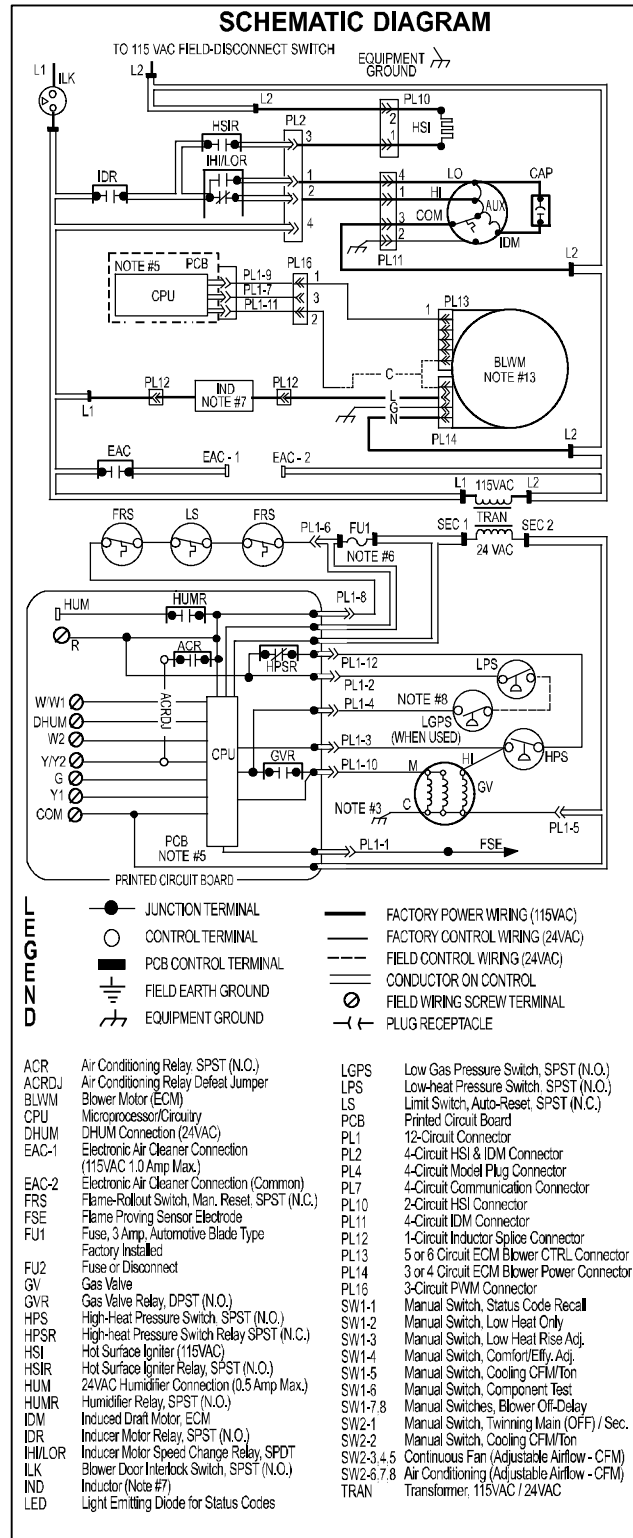 SCHEMATIC DIAGRAM
TO 115 VAC FIELD-DISCONNECT SWITCH
L1
ILK
L2
EQUIPMENT
GROUND
L2
PL2
PL10
HSIR
3
2
1
HSI
IHI/LOR
IDR
1
2
4
4
1
3
2
LO
HI
COM
CAP
AUX
IDM
PL11
L2
NOTE #5
PCB
CPU
PL1-9
PL1-7
PL1-11
PL16
1
3
2
PL13
1
BLWM
NOTE #13
C
PL12
IND
NOTE #7
PL12
L1
L
G
N
PL14
L2
EAC
EAC - 1
EAC - 2
L1
115VAC
L2
TRAN
FRS
LS
FRS
PL1-6
FU1
NOTE #6
SEC 1
24 VAC
SEC 2
PL1-8
HUM
HUMR
R
ACR
HPSR
PL1-12
PL1-2
LPS
W/W1
DHUM
W2
Y/Y2
G
Y1
COM
ACRDJ
CPU
PL1-4
NOTE #8
LGPS
(WHEN USED)
PL1-3
HPS
GVR
PL1-10
M
HI
GV
C
NOTE #3
PL1-5
PCB
NOTE #5
PL1-1
FSE
PRINTED CIRCUIT BOARD
LEGEND
JUNCTION TERMINAL
CONTROL TERMINAL
PCB CONTROL TERMINAL
FIELD EARTH GROUND
EQUIPMENT GROUND
FACTORY POWER WIRING (115VAC)
FACTORY CONTROL WIRING (24VAC)
FIELD CONTROL WIRING (24VAC)
CONDUCTOR ON CONTROL
FIELD WIRING SCREW TERMINAL
PLUG RECEPTACLE
ACR Air Conditioning Relay. SPST (N.O.)
ACRDJ Air Conditioning Relay Defeat Jumper
BLWM Blower Motor (ECM)
CPU Microprocessor/Circuitry
DHUM DHUM Connection (24VAC)
EAC-1 Electronic Air Cleaner Connection
(115VAC 1.0 Amp Max.)
EAC-2 Electronic Air Cleaner Connection (Common)
FRS Flame-Rollout Switch, Man. Reset, SPST (N.C.)
FSE Flame Proving Sensor Electrode
FU1 Fuse, 3 Amp, Automotive Blade Type
Factory Installed
FU2 Fuse or Disconnect
GV Gas Valve
GVR Gas Valve Relay, DPST (N.O.)
HPS High-Heat Pressure Switch, SPST (N.O.)
HPSR High-heat Pressure Switch Relay SPST (N.C.)
HSI Hot Surface Igniter (115VAC)
HSIR Hot Surface Igniter Relay, SPST (N.O.)
HUM 24VAC Humidifier Connection (0.5 Amp Max.)
HUMR Humidifier Relay, SPST (N.O.)
IDM Induced Draft Motor, ECM
IDR Inducer Motor Relay, SPST (N.O.)
IHI/LOR Inducer Motor Speed Change Relay, SPDT
ILK Blower Door Interlock Switch, SPST (N.O.)
IND Inductor (Note #7)
LED Light Emitting Diode for Status Codes
LGPS Low Gas Pressure Switch, SPST (N.O.)
LPS Low-heat Pressure Switch. SPST (N.O.)
LS Limit Switch, Auto-Reset, SPST (N.C.)
PCB Printed Circuit Board
PL1 12-Circuit Connector
PL2 4-Circuit HSI & IDM Connector
PL4 4-Circuit Model Plug Connector
PL7 4-Circuit Communication Connector
PL10 2-Circuit HSI Connector
PL11 4-Circuit IDM Connector
PL12 1-Circuit Inductor Splice Connector
PL13 5 or 6 Circuit ECM Blower CTRL Connector
PL14 3 or 4 Circuit ECM Blower Power Connector
PL16 3-Circuit PWM Connector
SW1-1 Manual Switch, Status Code Recall
SW1-2 Manual Switch, Low Heat Only
SW1-3 Manual Switch, Low Heat Rise Adj.
SW1-4 Manual Switch, Comfort/Effy. Adj.
SW1-5 Manual Switch, Cooling CFM/Ton
SW1-6 Manual Switch, Component Test
SW1-7,8 Manual Switches, Blower Off-Delay
SW2-1 Manual Switch, Twinning Main (OFF) / Sec.
SW2-2 Manual Switch, Cooling CFM/Ton
SW2-3,4,5 Continuous Fan (Adjustable Airflow - CFM)
SW2-6,7,8 Air Conditioning (Adjustable Airflow - CFM)
TRAN Transformer, 115VAC / 24VAC